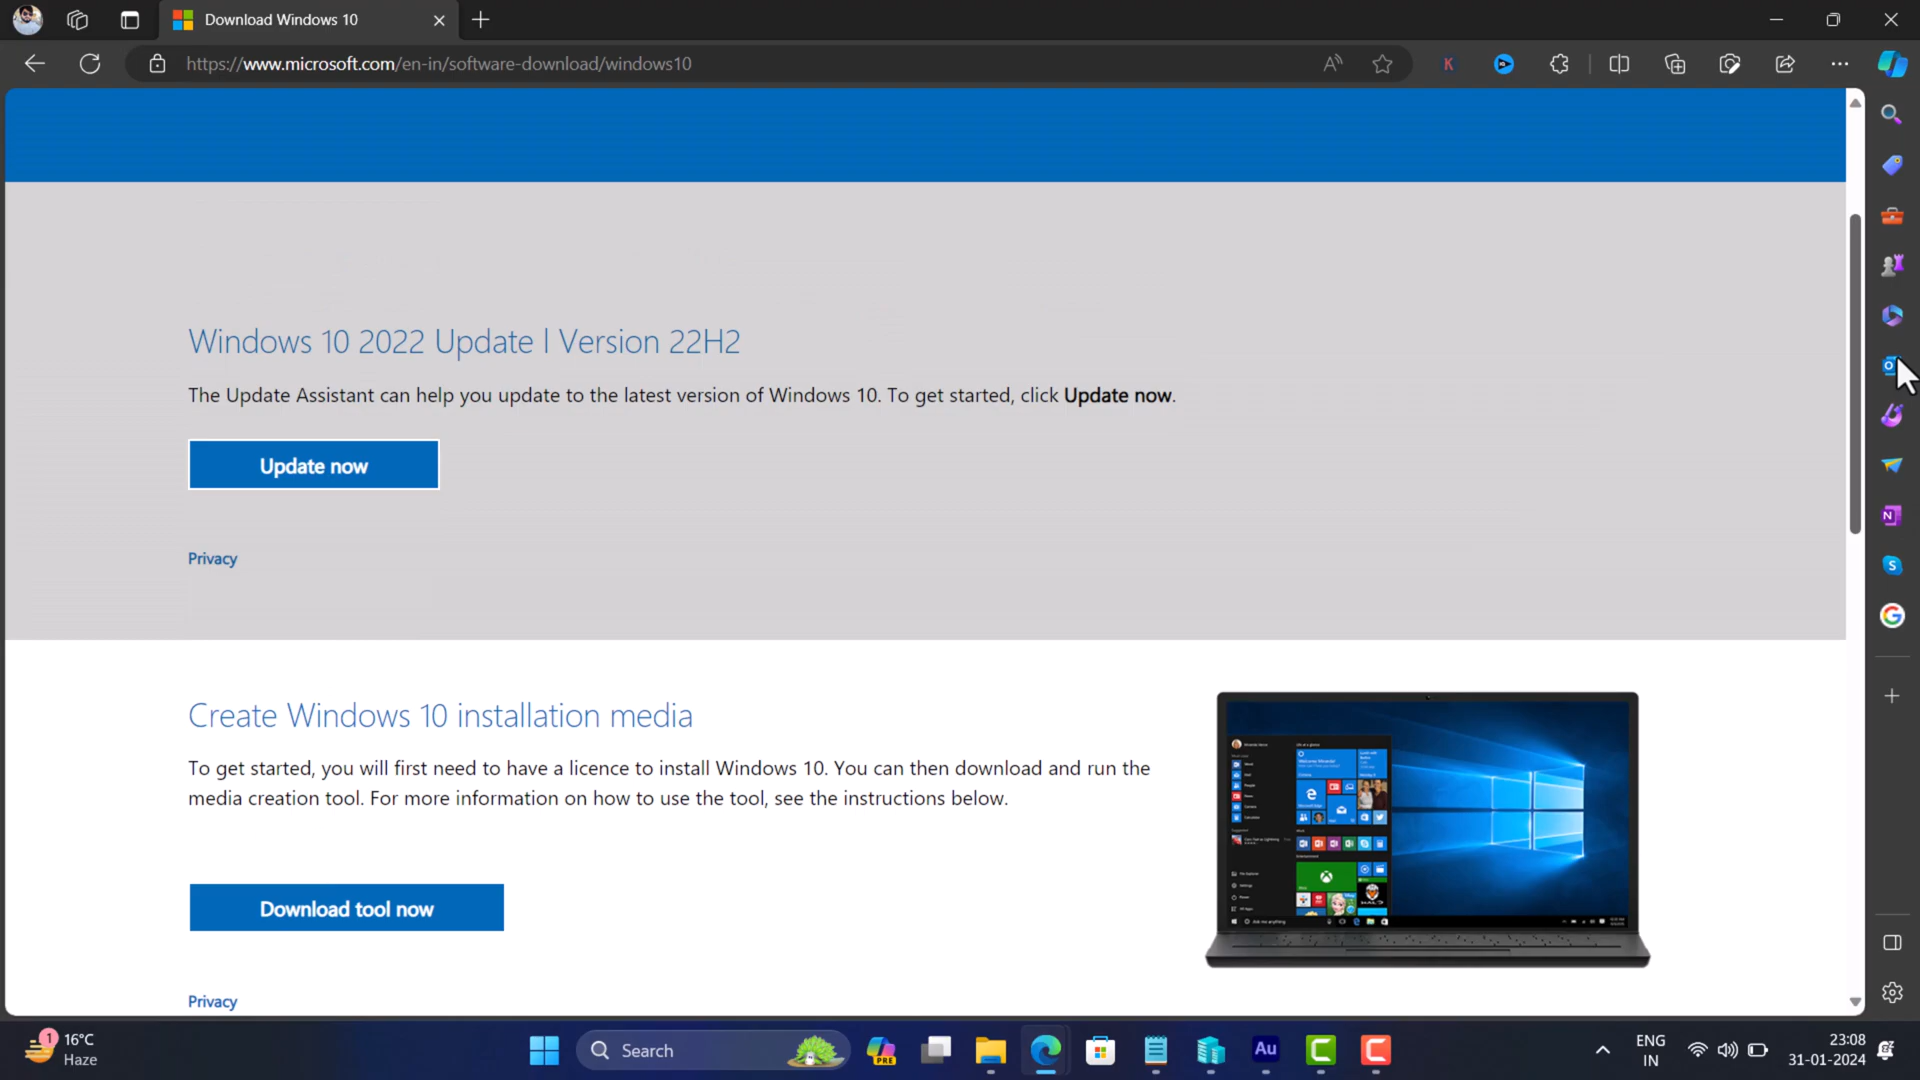 Download Windows 10
https://www.microsoft.com/en-in/software-download/windows10
Windows 10 2022 Update l Version 22H2
The Update Assistant can help you update to the latest version of Windows 10. To get started, click Update now.
Update now
Privacy
Create Windows 10 installation media
To get started, you will first need to have a licence to install Windows 10. You can then download and run the
media creation tool. For more information on how to use the tool, see the instructions below.
Download tool now
Privacy
1
16°C
Haze
Search
PRE
Au
ENG
IN
23:08
31-01-2024